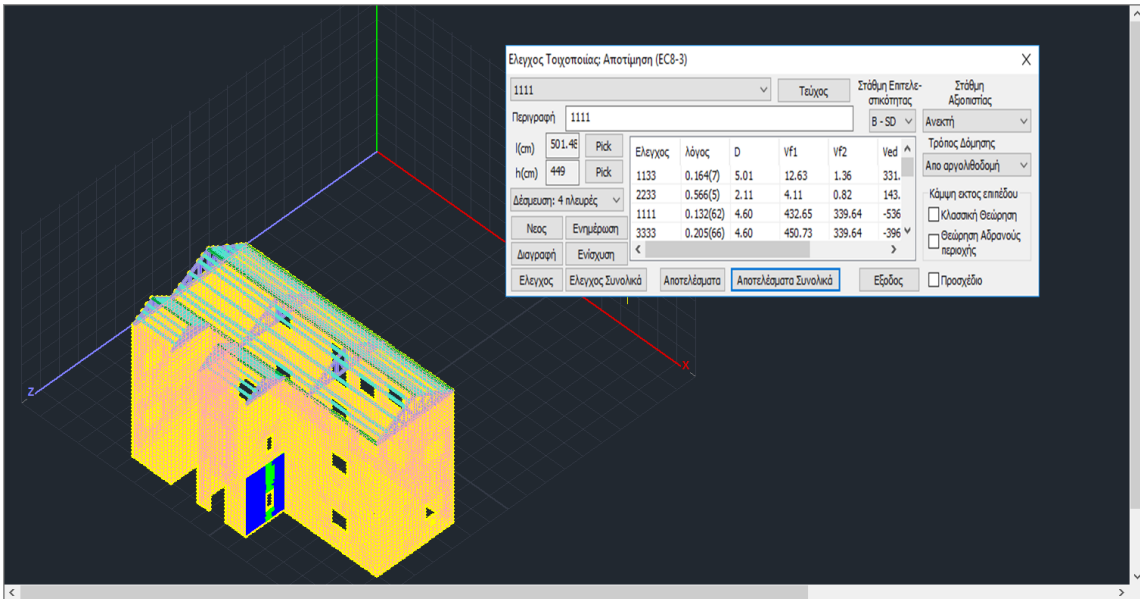 Ελεγχος Τοιχοποιίας: Αποτίμηση (EC8-3)
1111
Τεύχος
Στάθμη Επιτελε-
στικότητας
Στάθμη
Αξιοπιστίας
Περιγραφή 1111
B - SD
Ανεκτή
l(cm) 501.48 Pick
h(cm) 449 Pick
Τρόπος Δόμησης
Απο αργολιθοδομή
Δέσμευση: 4 πλευρές
Ελεγχος λόγος D Vf1 Vf2 Ved
1133 0.164(7) 5.01 12.63 1.36 331.
2233 0.566(5) 2.11 4.11 0.82 143.
1111 0.132(62) 4.60 432.65 339.64 -536
3333 0.205(66) 4.60 450.73 339.64 -396
Κάμψη εκτος επιπέδου
Κλασσική Θεώρηση
Θεώρηση Αδρανούς
περιοχής
Νεος Ενημέρωση
Διαγραφή Ενίσχυση
Ελεγχος Ελεγχος Συνολικά Αποτελέσματα Αποτελέσματα Συνολικά Εξοδος Προσχέδιο
X
Z